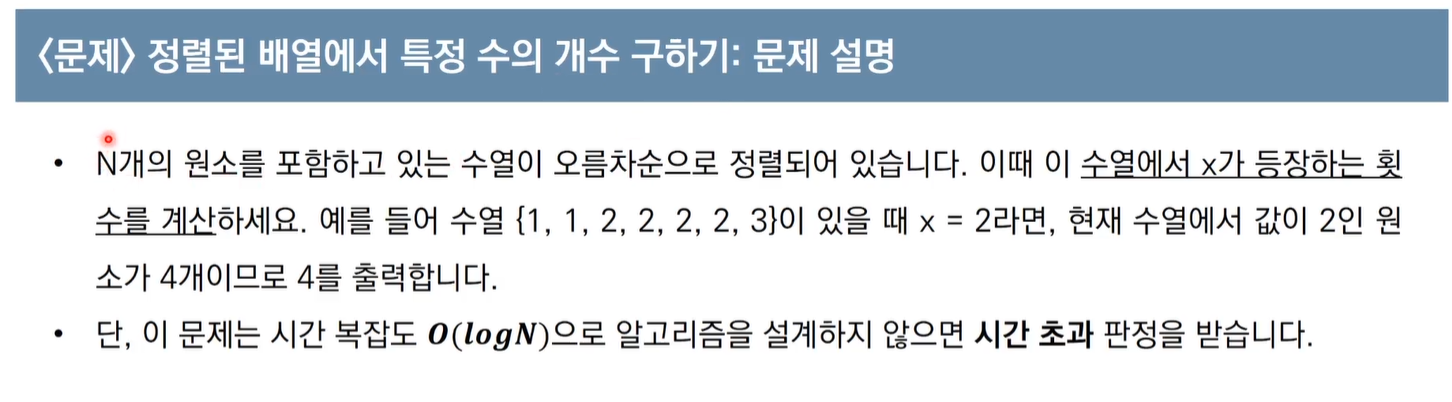 <문제> 정렬된 배열에서 특정 수의 개수 구하기: 문제 설명
• N개의 원소를 포함하고 있는 수열이 오름차순으로 정렬되어 있습니다. 이때 이 수열에서 x가 등장하는 횟
수를 계산하세요. 예를 들어 수열 {1, 1, 2, 2, 2, 2, 3}이 있을 때 x = 2라면, 현재 수열에서 값이 2인 원
소가 4개이므로 4를 출력합니다.
• 단, 이 문제는 시간 복잡도 O(logN)으로 알고리즘을 설계하지 않으면 시간 초과 판정을 받습니다.